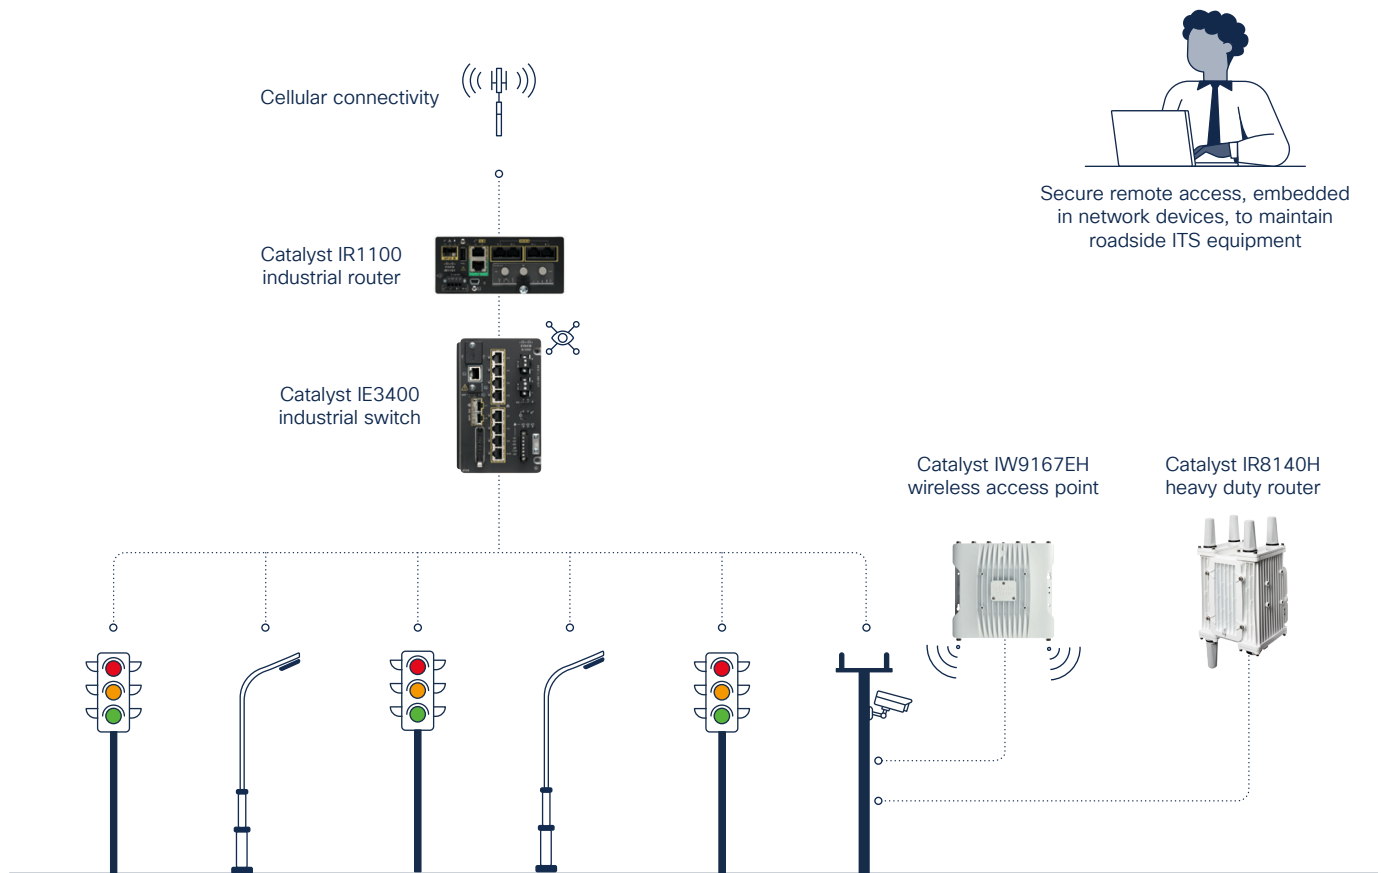 Cellular connectivity
Secure remote access, embedded
in network devices, to maintain
roadside ITS equipment
Catalyst IR1100
industrial router
Catalyst IE3400
industrial switch
Catalyst IW9167EH
wireless access point
Catalyst IR8140H
heavy duty router